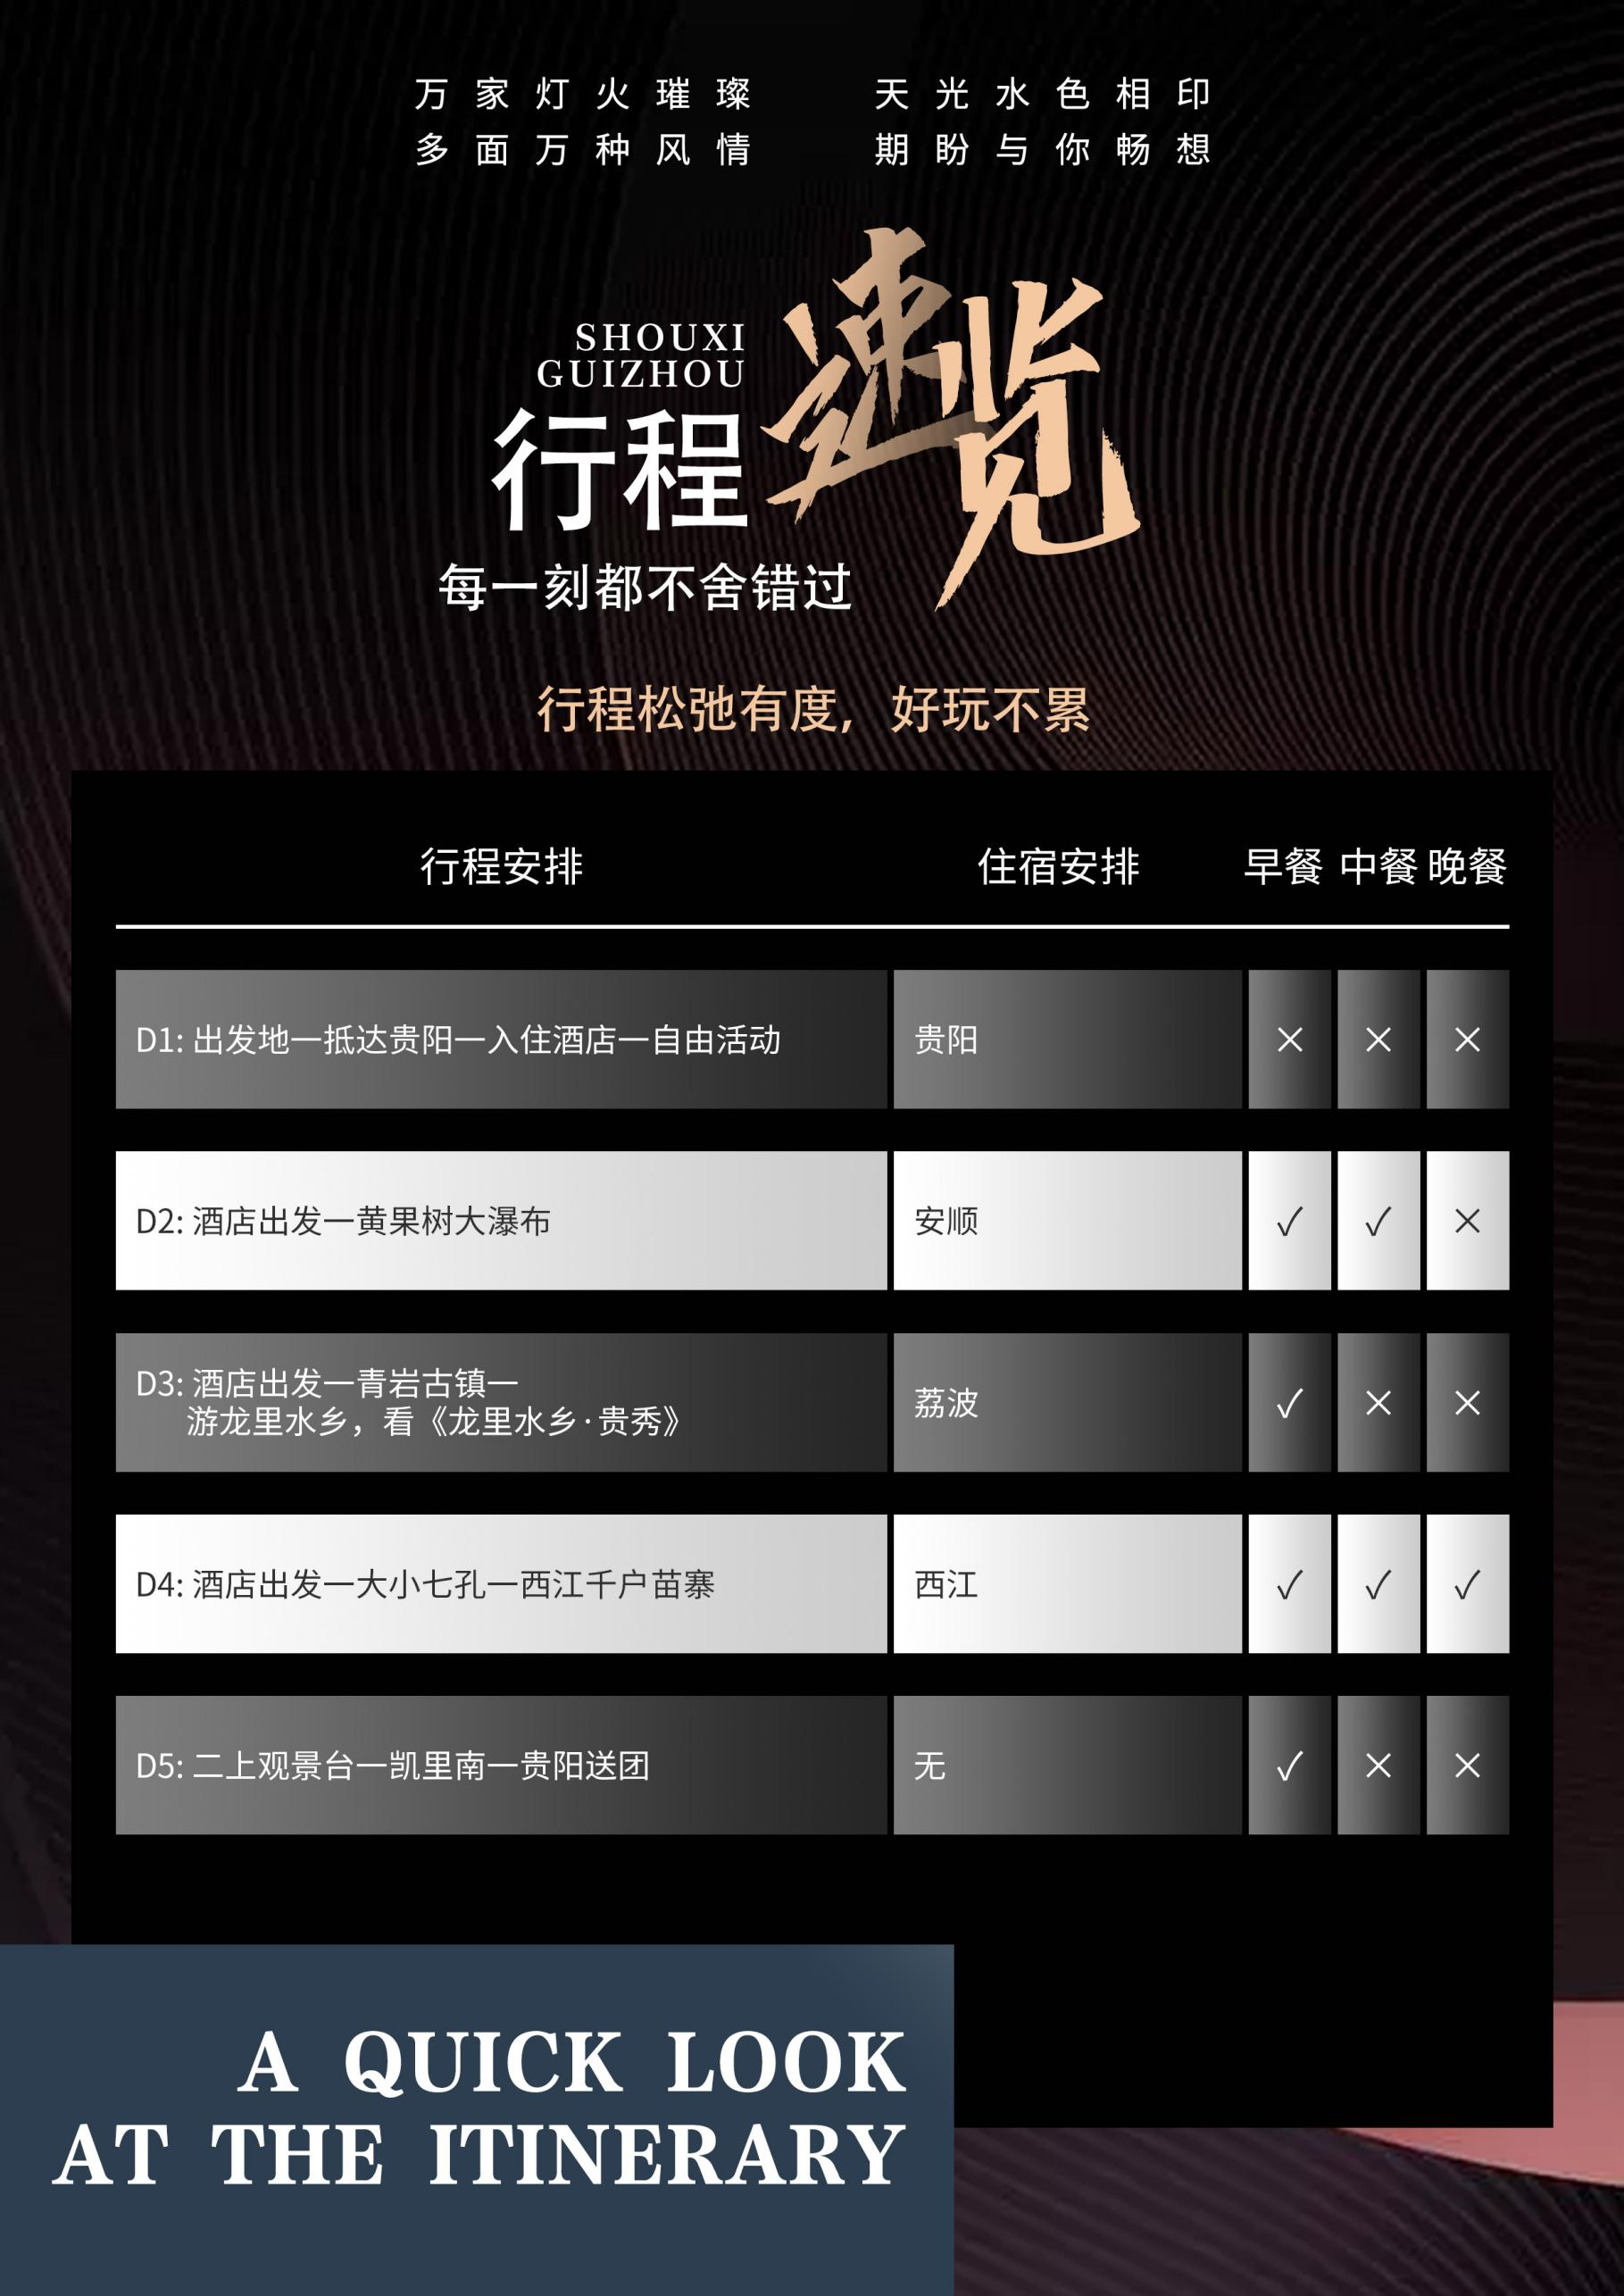 万家灯火璀璨 天光水色相印
多面万种风情 期盼与你畅想
SHOUXI
GUIZHOU
行程速览
每一刻都不舍错过
行程松弛有度，好玩不累
行程安排 住宿安排 早餐 中餐 晚餐
D1: 出发地一抵达贵阳一入住酒店一自由活动 贵阳 × × ×
D2: 酒店出发一黄果树大瀑布 安顺 √ √ ×
D3: 酒店出发一青岩古镇一
游龙里水乡，看《龙里水乡·贵秀》 荔波 √ × ×
D4: 酒店出发一大小七孔一西江千户苗寨 西江 √ √ √
D5: 二上观景台一凯里南一贵阳送团 无 √ × ×
A QUICK LOOK
AT THE ITINERARY